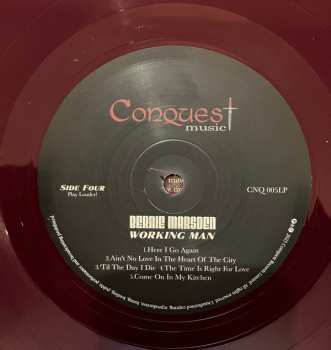 Conquest
music
SIDE FOUR
Play Louder!
CNQ 005LP
BERNIE MARSDEN
WORKING MAN
1.Here I Go Again
2.Ain't No Love In The Heart Of The City
3.'Til The Day I Die 4.The Time Is Right For Love
5.Come On In My Kitchen